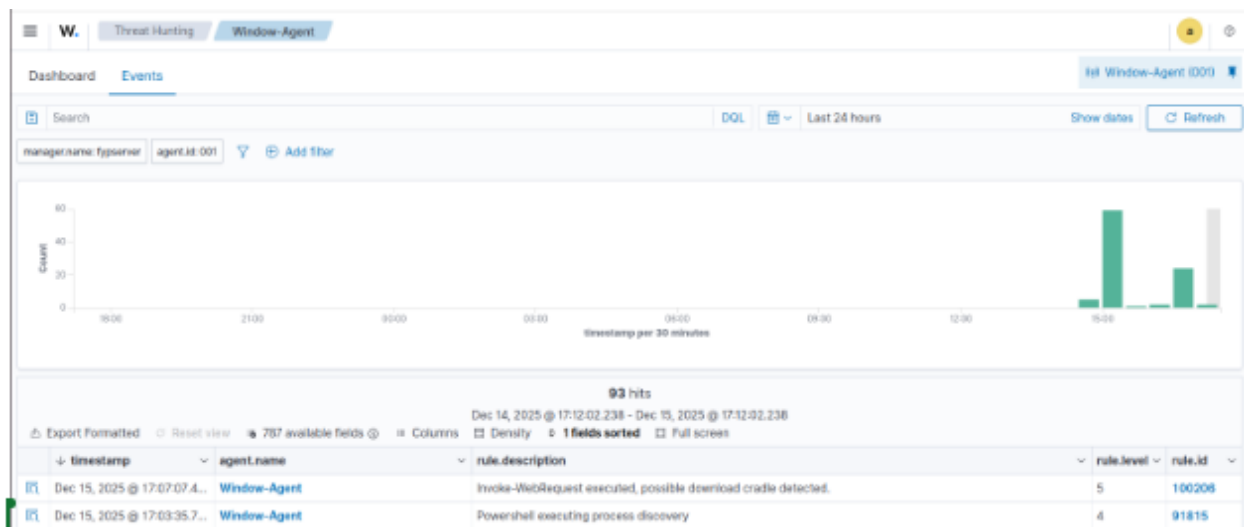 W. Threat Hunting Window-Agent a
Dashboard Events Window-Agent (001)
Search DQL Last 24 hours Show dates Refresh
manager.name: fypserver agent.id: 001 Add filter
60
40
20
0
Count
18:00 21:00 00:00 03:00 06:00 09:00 12:00 15:00
timestamp per 30 minutes
93 hits
Dec 14, 2025 @ 17:12:02.238 - Dec 15, 2025 @ 17:12:02.238
Export Formatted Reset view 787 available fields Columns Density 1 fields sorted Full screen
timestamp agent.name rule.description rule.level rule.id
Dec 15, 2025 @ 17:07:07.4... Window-Agent Invoke-WebRequest executed, possible download cradle detected. 5 100206
Dec 15, 2025 @ 17:03:35.7... Window-Agent Powershell executing process discovery 4 91815